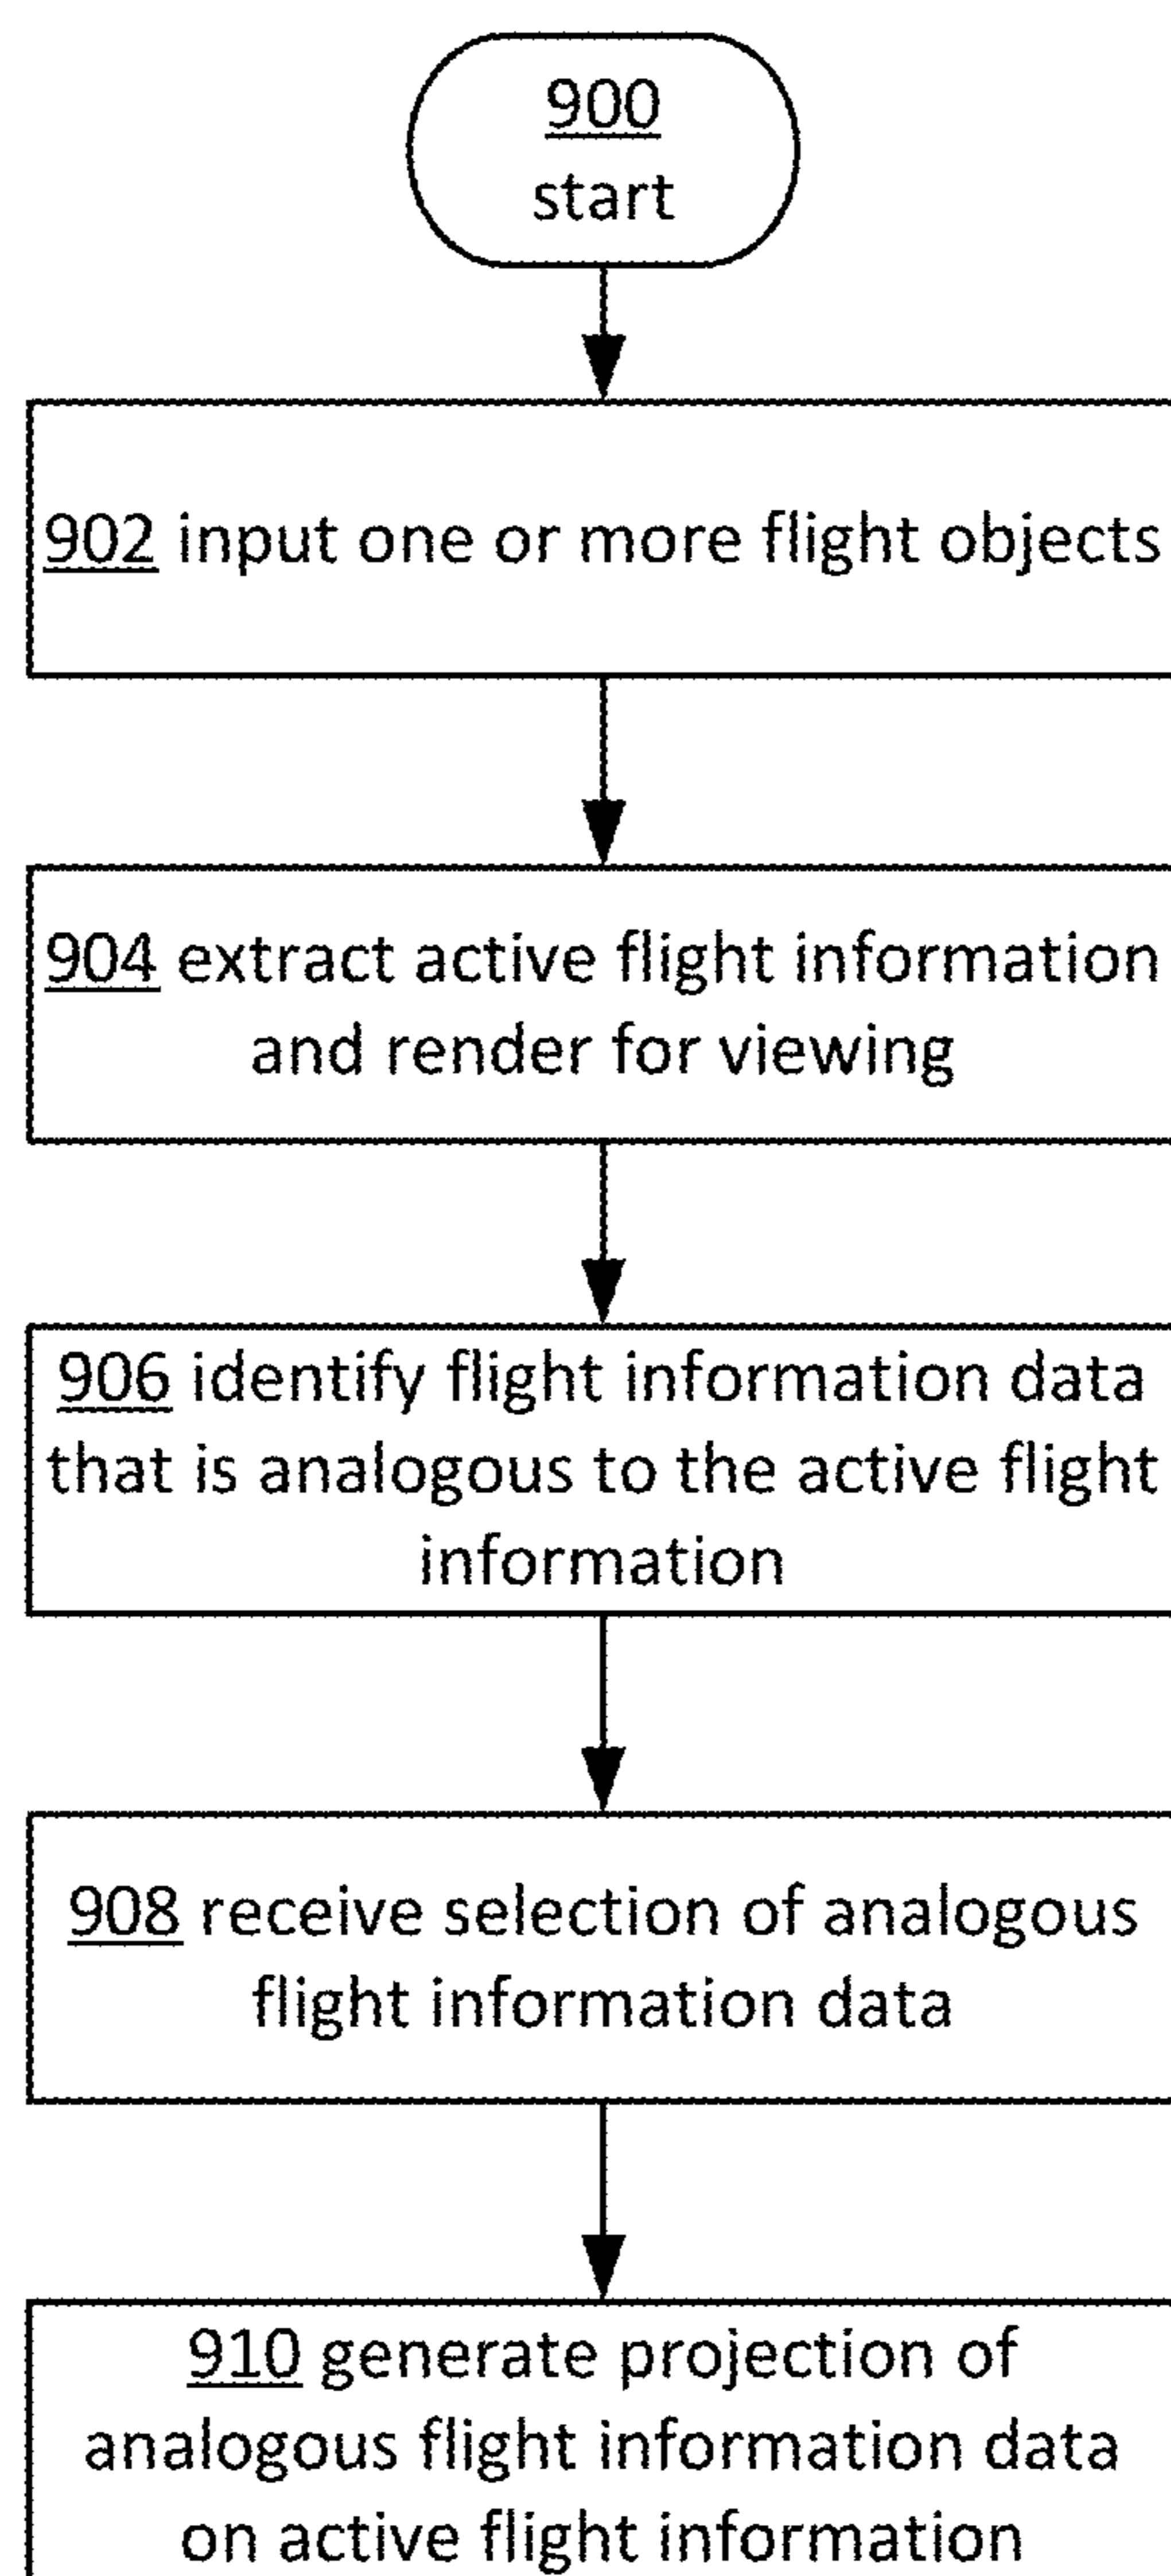 900
start
902 input one or more flight objects
904 extract active flight information
and render for viewing
906 identify flight information data
that is analogous to the active flight
information
908 receive selection of analogous
flight information data
910 generate projection of
analogous flight information data
on active flight information